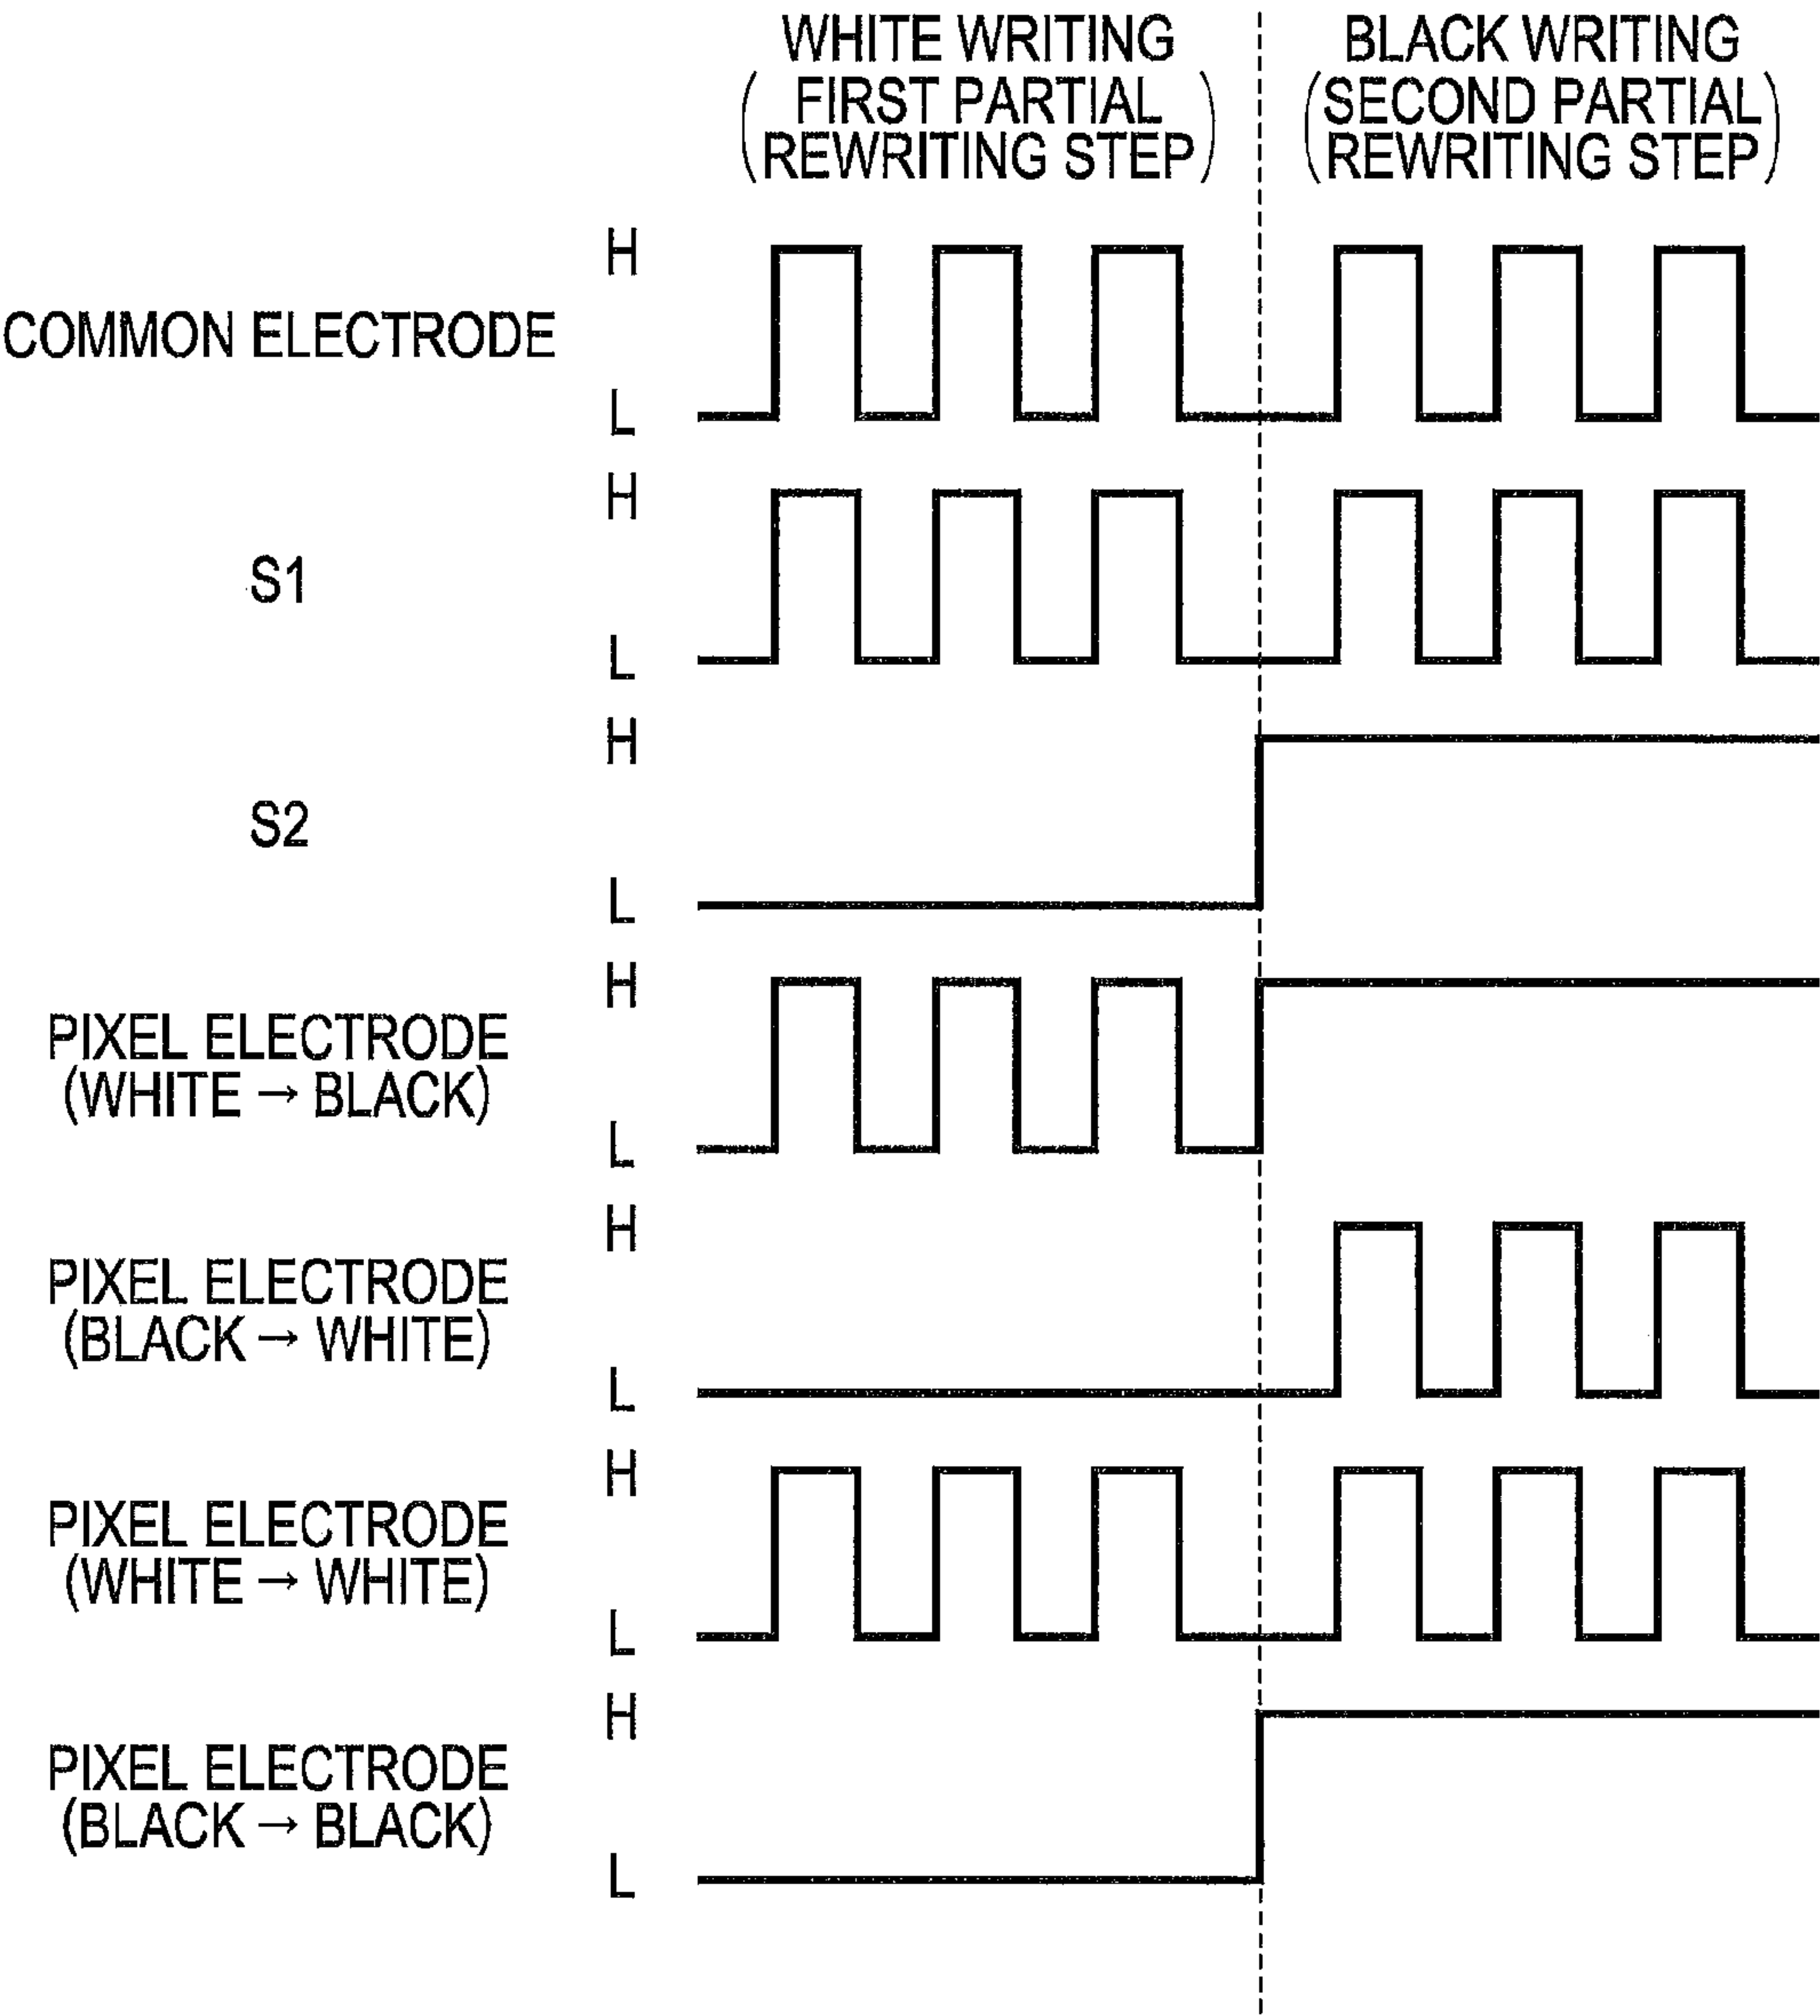 WHITE WRITING
(FIRST PARTIAL
REWRITING STEP)
BLACK WRITING
(SECOND PARTIAL
REWRITING STEP)
COMMON ELECTRODE
H
L
S1
H
L
S2
H
L
PIXEL ELECTRODE
(WHITE → BLACK)
H
L
PIXEL ELECTRODE
(BLACK → WHITE)
H
L
PIXEL ELECTRODE
(WHITE → WHITE)
H
L
PIXEL ELECTRODE
(BLACK → BLACK)
H
L